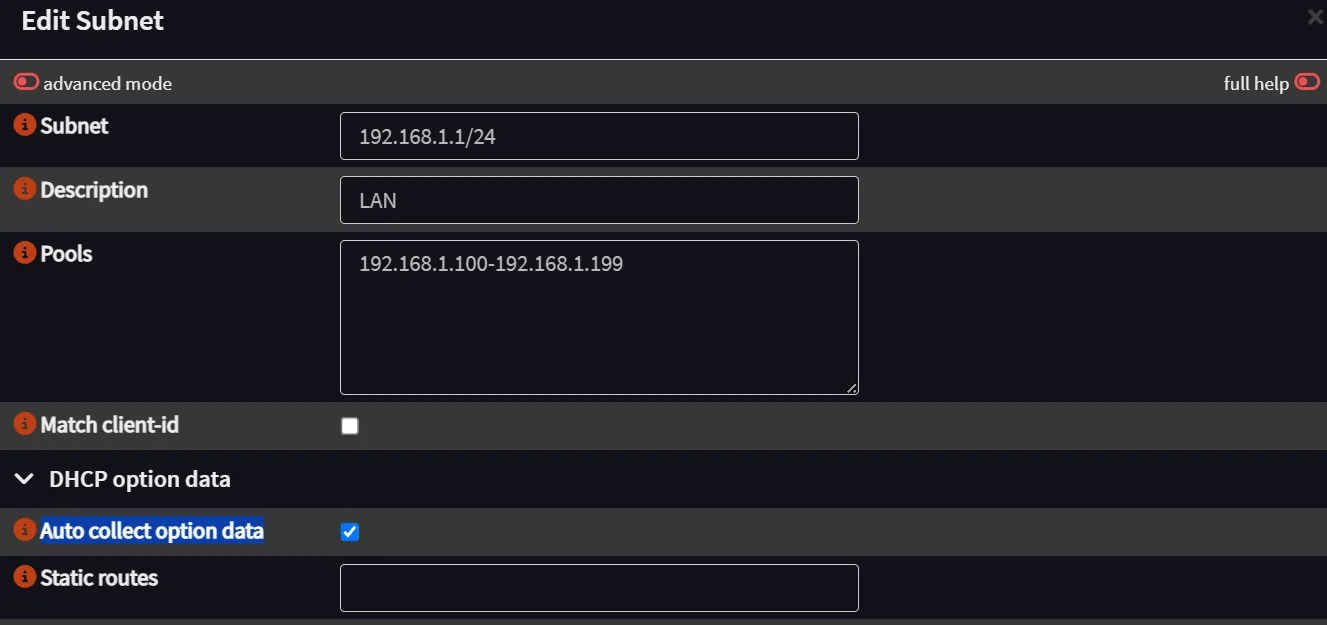 Edit Subnet
advanced mode full help
Subnet 192.168.1.1/24
Description LAN
Pools 192.168.1.100-192.168.1.199
Match client-id
DHCP option data
Auto collect option data
Static routes